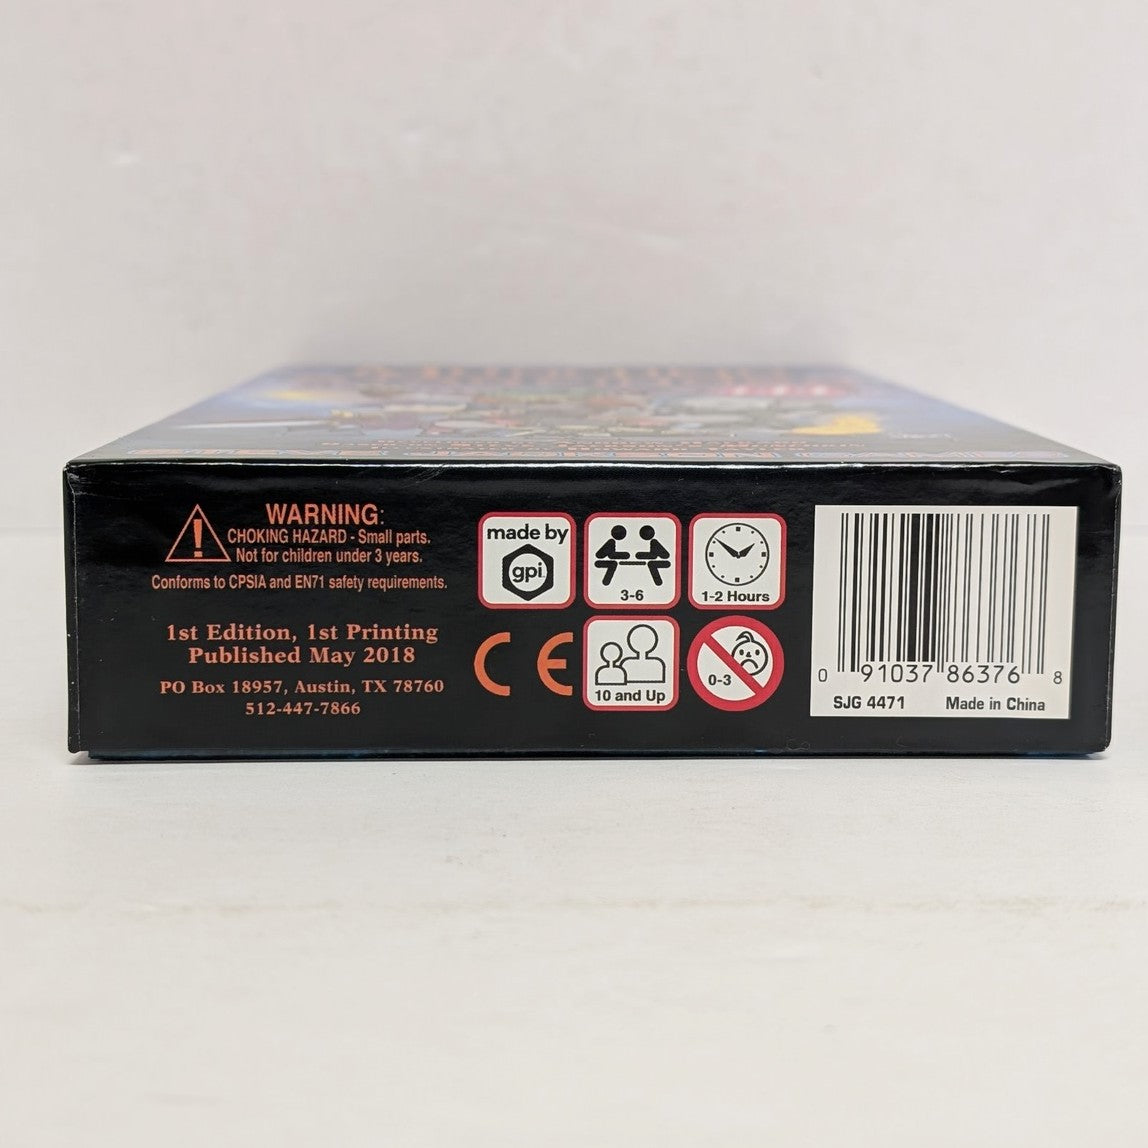 STEVE JACKSON GAMES
WARNING:
CHOKING HAZARD - Small parts.
Not for children under 3 years.
Conforms to CPSIA and EN71 safety requirements.
1st Edition, 1st Printing
Published May 2018
PO Box 18957, Austin, TX 78760
512-447-7866
made by
gpi
3-6
1-2 Hours
CE
10 and Up
0-3
0 91037 86376 8
SJG 4471 Made in China